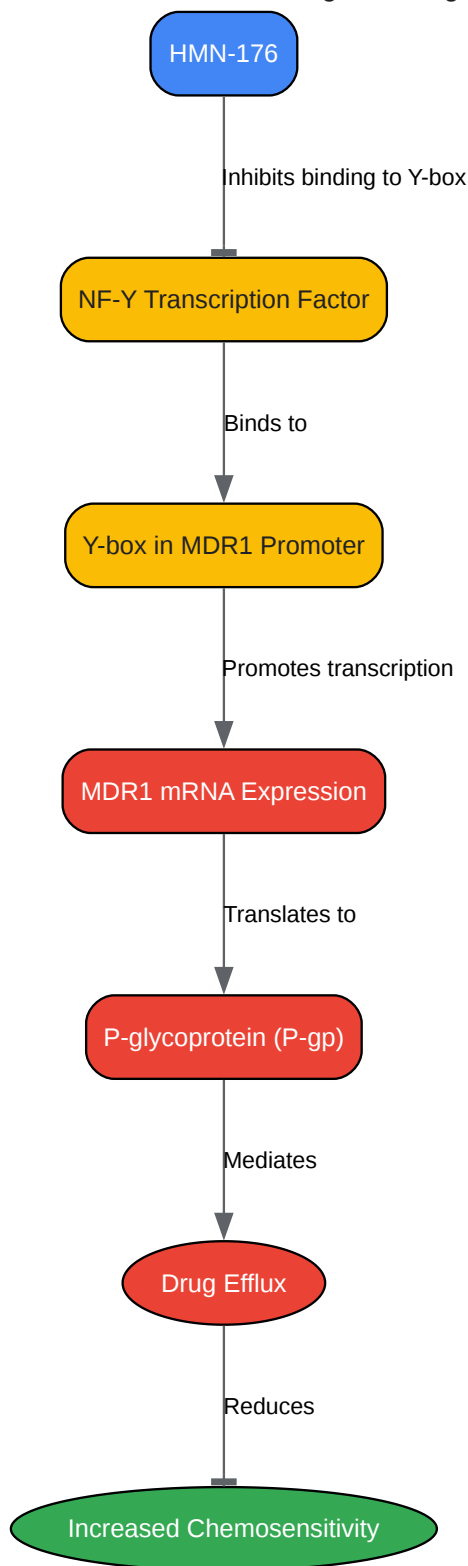 HMN-176
Inhibits binding to Y-box
NF-Y Transcription Factor
Binds to
Y-box in MDR1 Promoter
Promotes transcription
MDR1 mRNA Expression
Translates to
P-glycoprotein (P-gp)
Mediates
Drug Efflux
Reduces
Increased Chemosensitivity